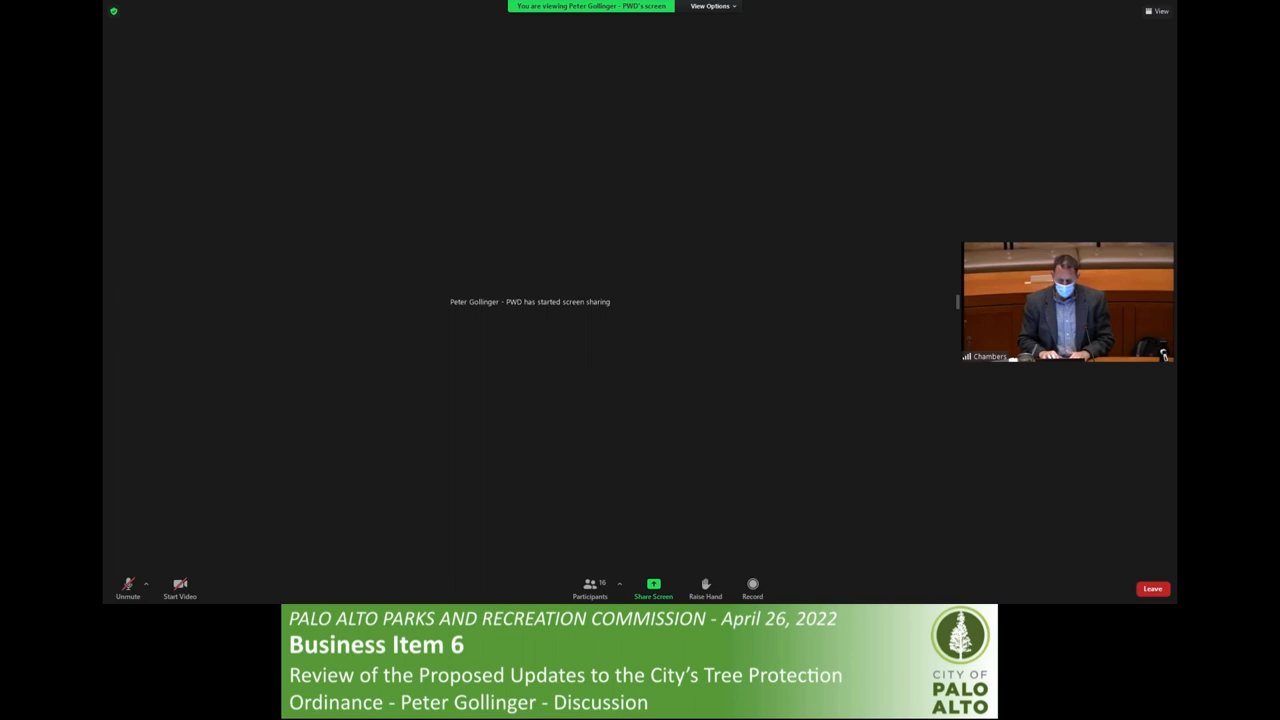 You are viewing Peter Gollinger - PWD's screen
View Options
View
Peter Gollinger - PWD has started screen sharing
Chambers
Unmute
Start Video
16
Participants
Share Screen
Raise Hand
Record
Leave
PALO ALTO PARKS AND RECREATION COMMISSION - April 26, 2022
Business Item 6
Review of the Proposed Updates to the City's Tree Protection
Ordinance - Peter Gollinger - Discussion
CITY OF
PALO
ALTO